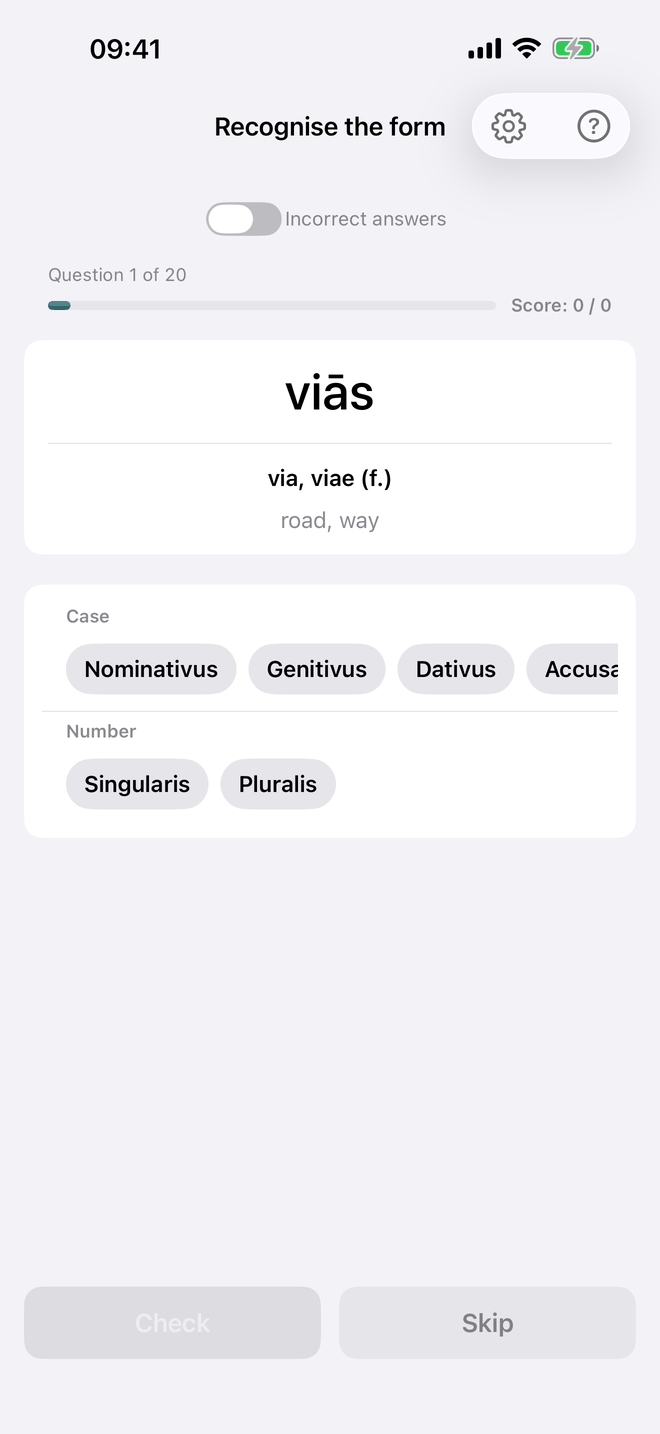 09:41
Recognise the form
?
Incorrect answers
Question 1 of 20
Score: 0 / 0
viās
via, viae (f.)
road, way
Case
Nominativus Genitivus Dativus Accusa
Number
Singularis Pluralis
Check Skip